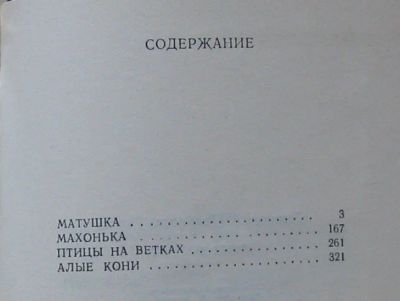 СОДЕРЖАНИЕ
МАТУШКА . . . . . . . . . . . . . . . . . . 3
МАХОНЬКА . . . . . . . . . . . . . . . . . 167
ПТИЦЫ НА ВЕТКАХ . . . . . . . . . . . . . 261
АЛЫЕ КОНИ . . . . . . . . . . . . . . . . 321